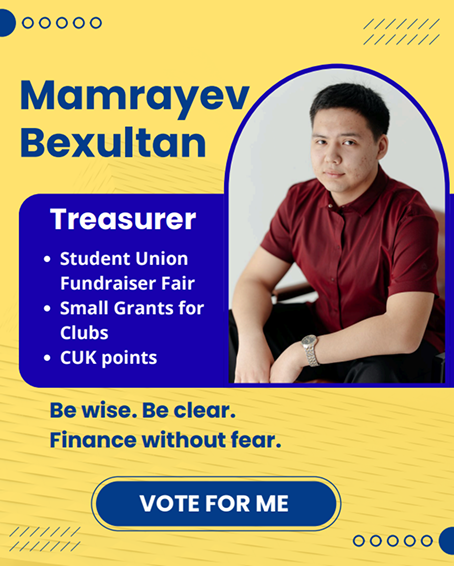 Mamrayev
Bexultan
Treasurer
• Student Union
Fundraiser Fair
• Small Grants for
Clubs
• CUK points
Be wise. Be clear.
Finance without fear.
VOTE FOR ME